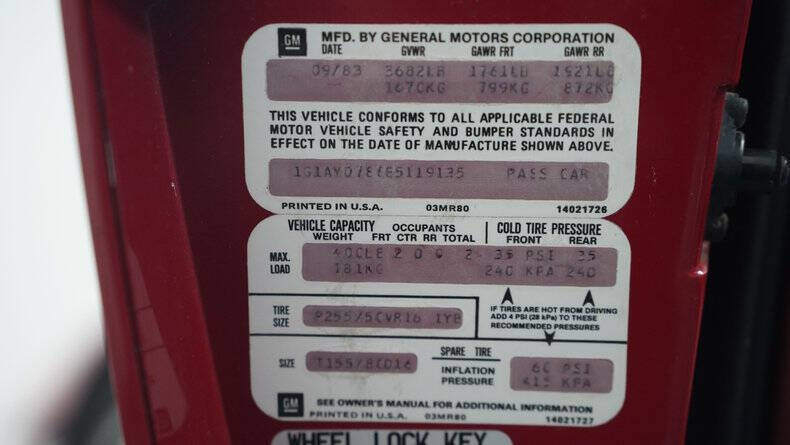 GM MFD. BY GENERAL MOTORS CORPORATION
DATE GVWR GAWR FRT GAWR RR
09/83 3682LB 1761LB 1921LB
1670KG 799KG 872KG
THIS VEHICLE CONFORMS TO ALL APPLICABLE FEDERAL
MOTOR VEHICLE SAFETY AND BUMPER STANDARDS IN
EFFECT ON THE DATE OF MANUFACTURE SHOWN ABOVE.
PASS CAR
PRINTED IN U.S.A. 03MR80 14021726
VEHICLE CAPACITY COLD TIRE PRESSURE
WEIGHT OCCUPANTS FRONT REAR
FRT CTR RR TOTAL
MAX. LOAD 400LB 2 0 0 2 35 PSI 35
181KG 240 KPA 240
IF TIRES ARE HOT FROM DRIVING
ADD 4 PSI (28 kPa) TO THESE
RECOMMENDED PRESSURES
TIRE SIZE P255/50VR16
SPARE TIRE
SIZE T155/80D16 INFLATION PRESSURE 60 PSI
415 KPA
GM SEE OWNER'S MANUAL FOR ADDITIONAL INFORMATION
PRINTED IN U.S.A. 03MR80 14021727
WHEEL LOCK KEY